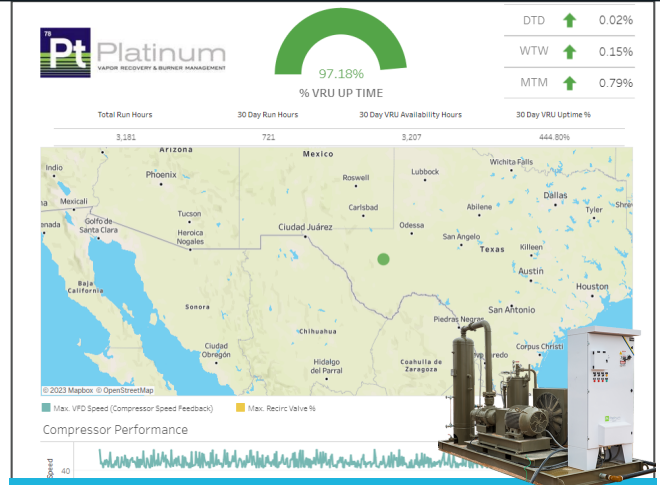 78
Pt Platinum
VAPOR RECOVERY & BURNER MANAGEMENT
97.18%
% VRU UP TIME
DTD 0.02%
WTW 0.15%
MTM 0.79%
Total Run Hours 30 Day Run Hours 30 Day VRU Availability Hours 30 Day VRU Uptime %
3,181 721 3,207 444.80%
Arizona
Mexico
Wichita Falls
Indio
Phoenix
Roswell
Lubbock
Dallas
Mexicali
Carlsbad
Abilene
Tyler
Tucson
Golfo de
Santa Clara
Heroica
Nogales
Ciudad Juárez
Odessa
San Angelo
Texas
Killeen
Austin
Baja
California
Houston
Sonora
San Antonio
Piedras Negras
Chihuahua
Ciudad
Obregón
Hidalgo
del Parral
Coahuila de
Zaragoza
Corpus Christi
© 2023 Mapbox © OpenStreetMap
Max. VFD Speed (Compressor Speed Feedback) Max. Recirc Valve %
Compressor Performance
Speed
40